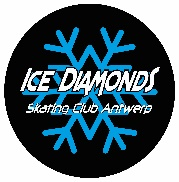 ICE DIAMONDS
Skating Club Antwerp